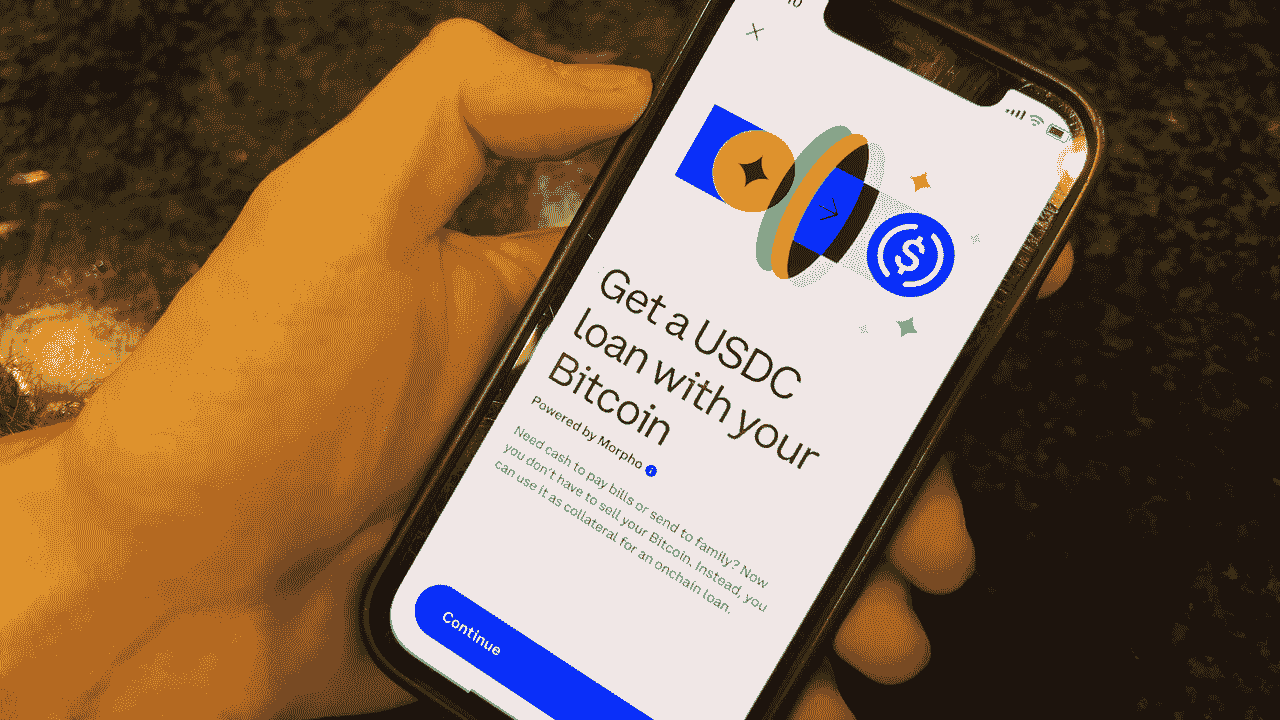 Get a USDC
loan with your
Bitcoin
Powered by Morpho
Need cash to pay bills or send to family? Now
you don't have to sell your Bitcoin. Instead, you
can use it as collateral for an onchain loan.
Continue